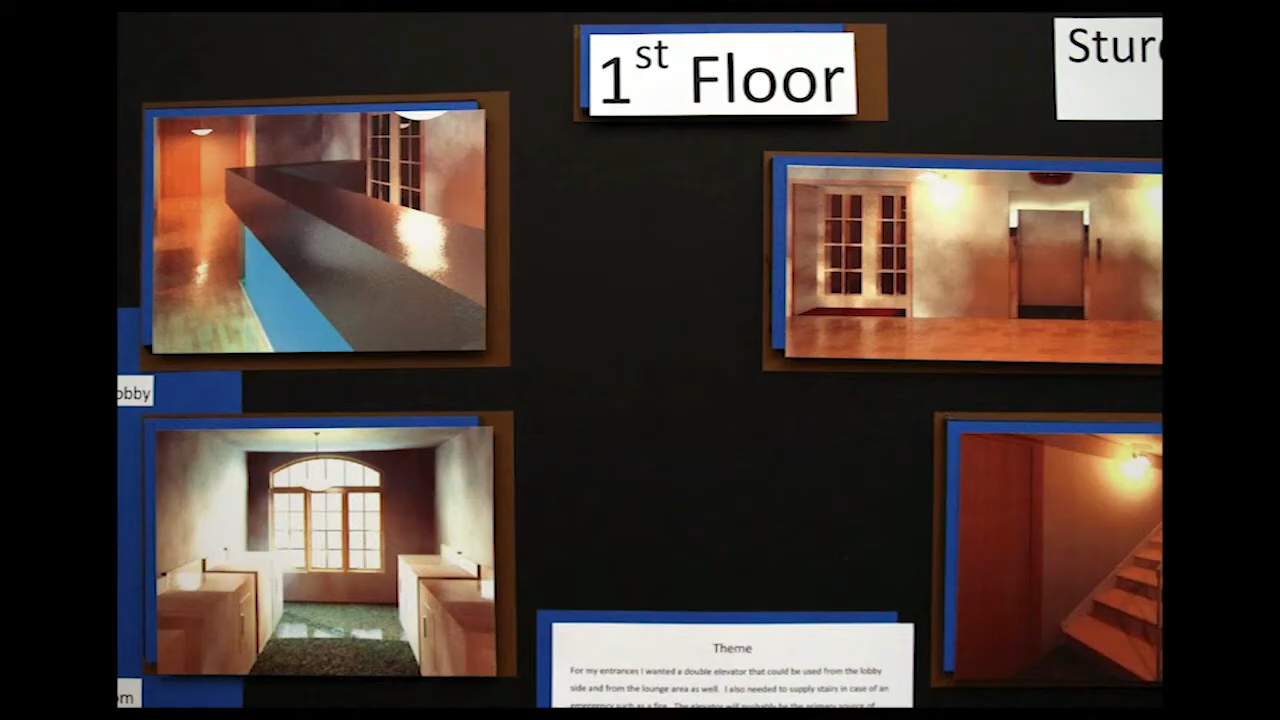 1st Floor
Theme
For my entrances I wanted a double elevator that could be used from the lobby
side and from the lounge area as well. I also needed to supply stairs in case of an
emergency such as a fire. The elevator will probably be the primary source of